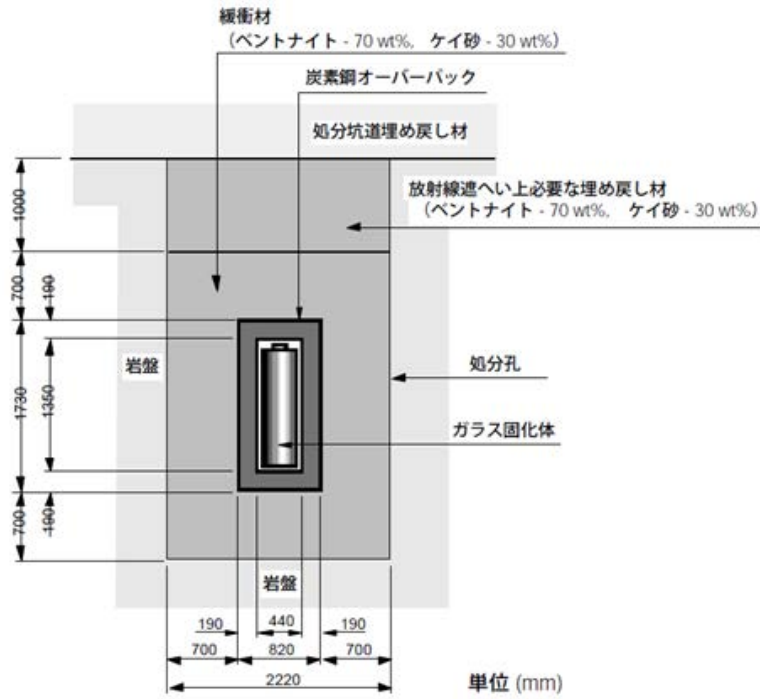 緩衝材
（ベントナイト - 70 wt%,　ケイ砂 - 30 wt%）
炭素鋼オーバーパック
処分坑道埋め戻し材
放射線遮へい上必要な埋め戻し材
（ベントナイト - 70 wt%,　ケイ砂 - 30 wt%）
1000
700
190
岩盤
処分孔
1730
1350
ガラス固化体
700
190
岩盤
190
440
190
700
820
700
2220
単位 (mm)